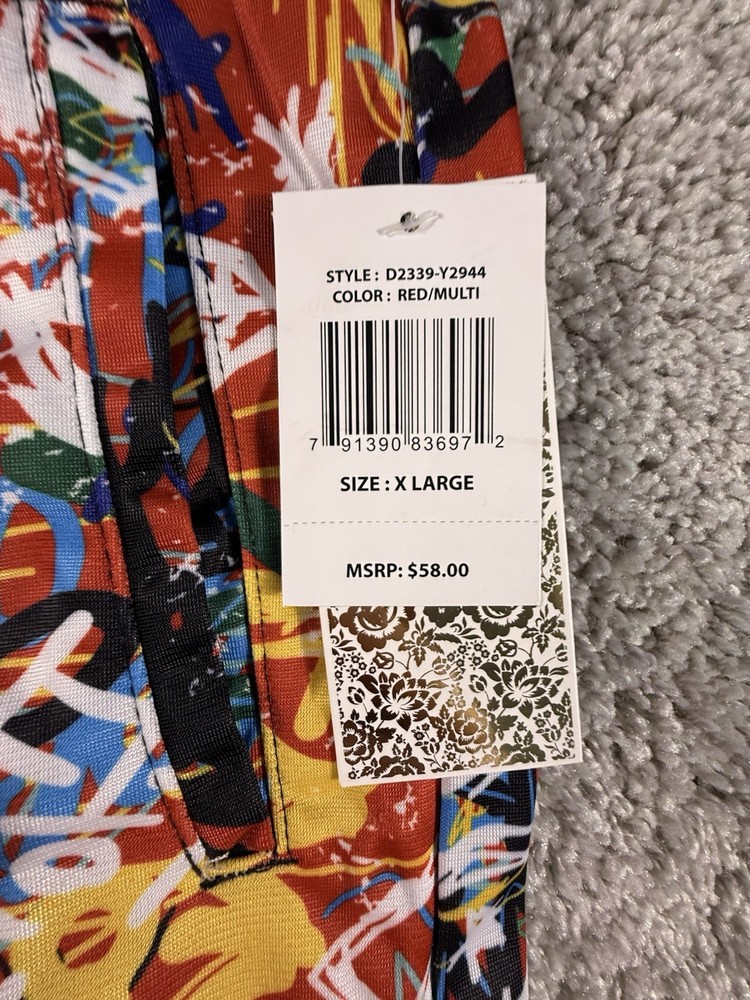 STYLE : D2339-Y2944
COLOR : RED/MULTI
7 91390 83697 2
SIZE : X LARGE
MSRP: $58.00